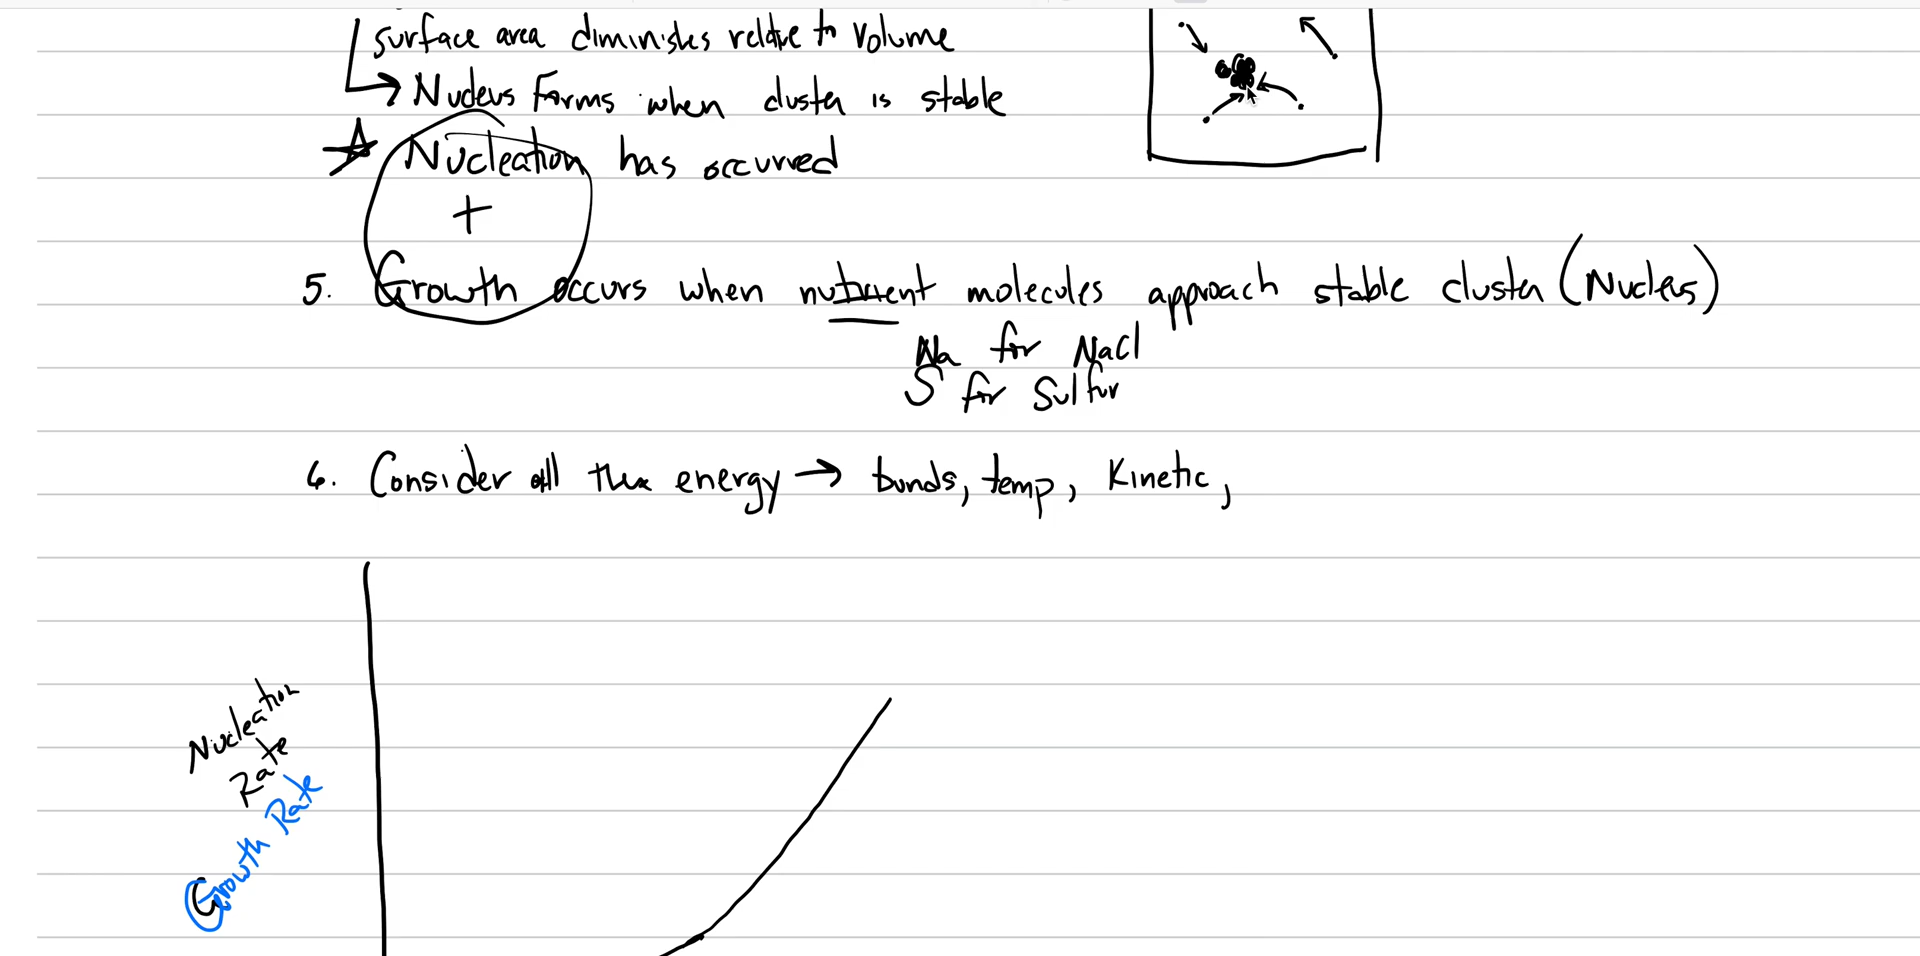 surface area diminishes relative to volume
→ Nucleus Forms when cluster is stable
Nucleation has occurred
+
5. Growth occurs when nutrient molecules approach stable cluster (Nucleus)
Na for NaCl
S for Sulfur
6. Consider all the energy → bonds, temp, Kinetic,
Nucleation
Rate
Growth Rate